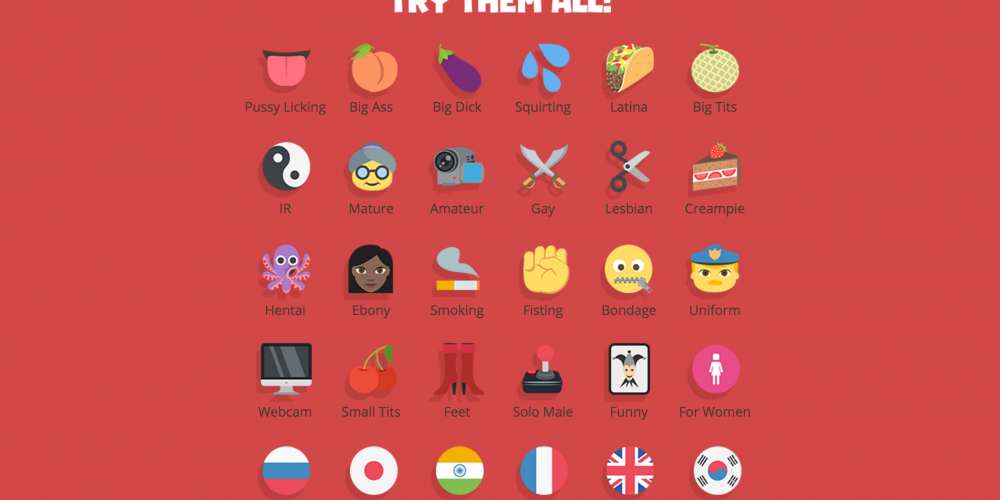 TRY THEM ALL!
Pussy Licking Big Ass Big Dick Squirting Latina Big Tits
IR Mature Amateur Gay Lesbian Creampie
Hentai Ebony Smoking Fisting Bondage Uniform
Webcam Small Tits Feet Solo Male Funny For Women